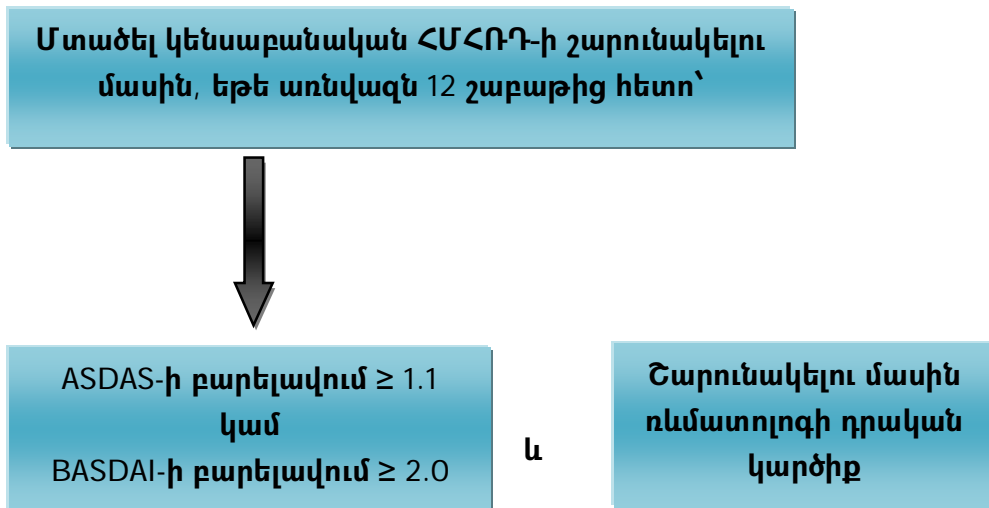 Մտածել կենսաբանական ՀՄՀՌԴ-ի շարունակելու
մասին, եթե առնվազն 12 շաբաթից հետո՝
ASDAS-ի բարելավում ≥ 1.1
կամ
BASDAI-ի բարելավում ≥ 2.0
և
Շարունակելու մասին
ռևմատոլոգի դրական
կարծիք